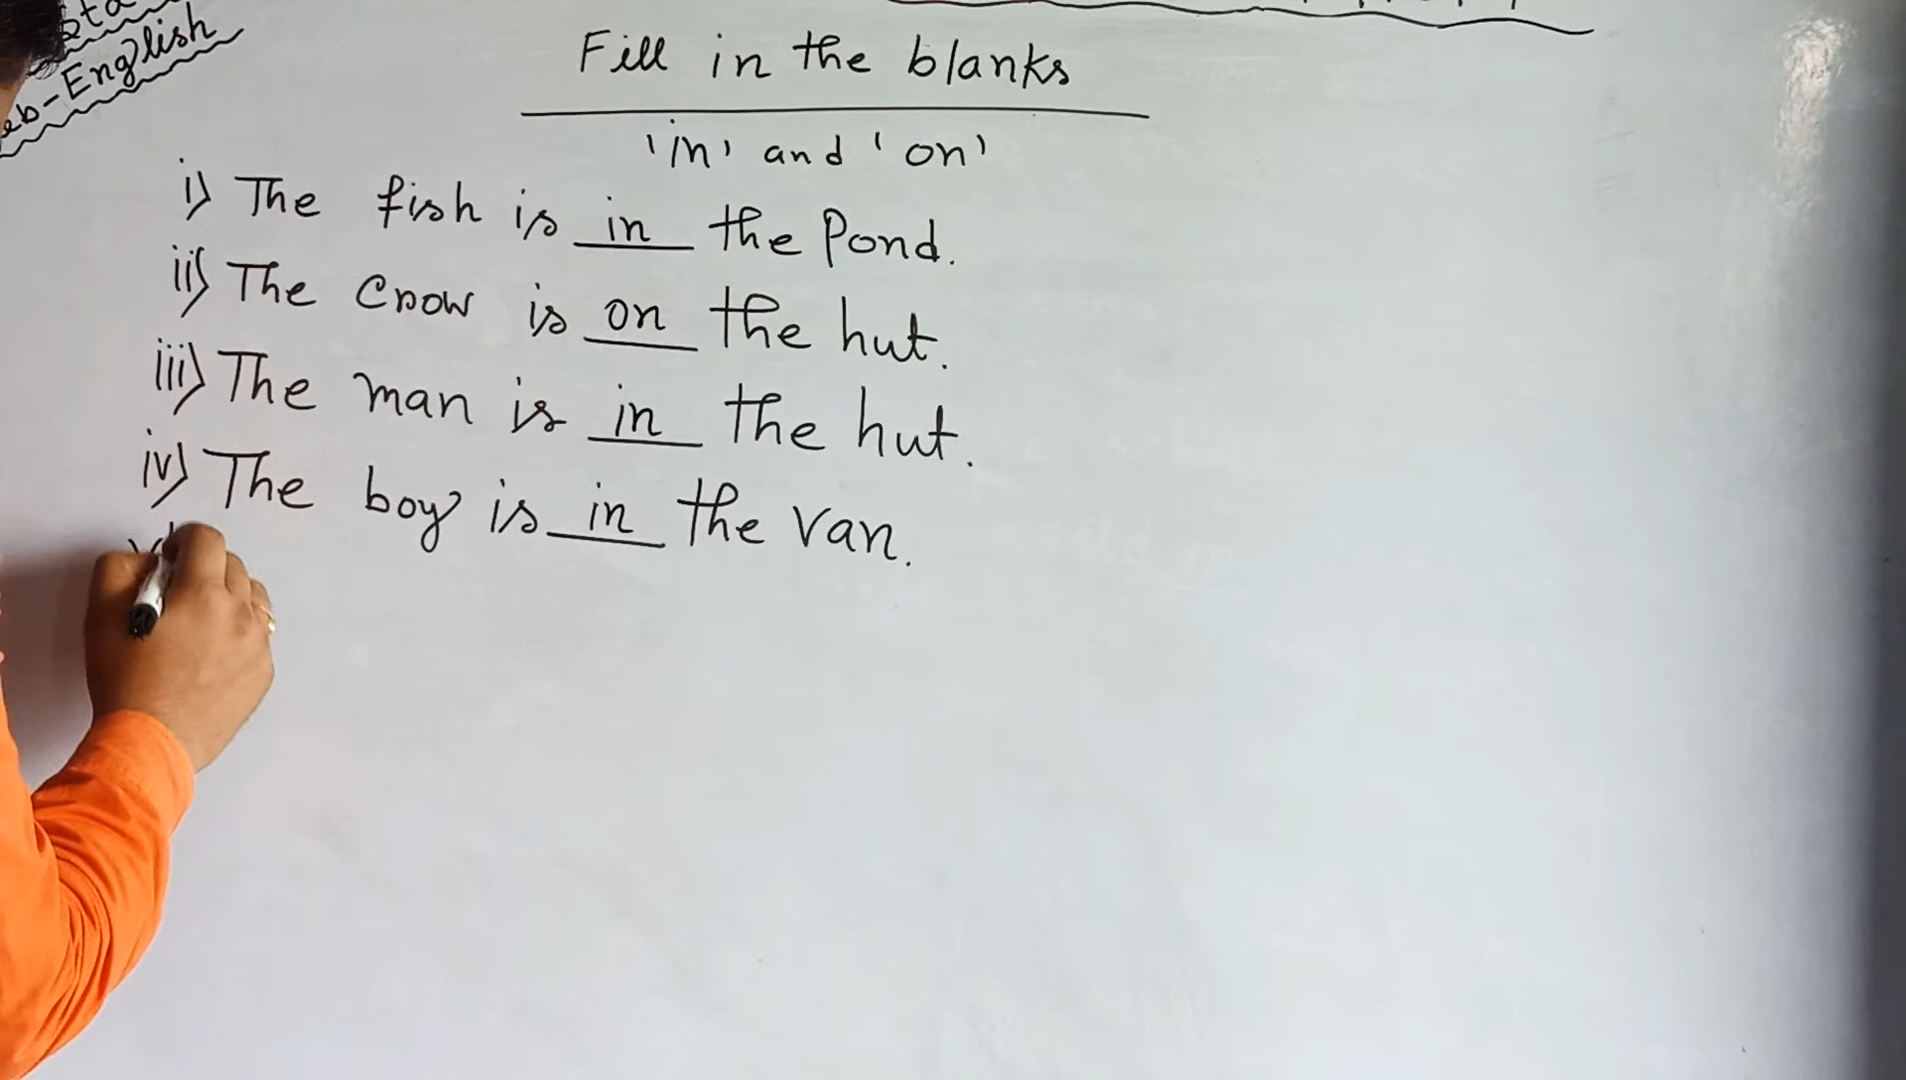 English
Fill in the blanks
'in' and 'on'
i) The fish is in the Pond.
ii) The Crow is on the hut.
iii) The man is in the hut.
iv) The boy is in the van.